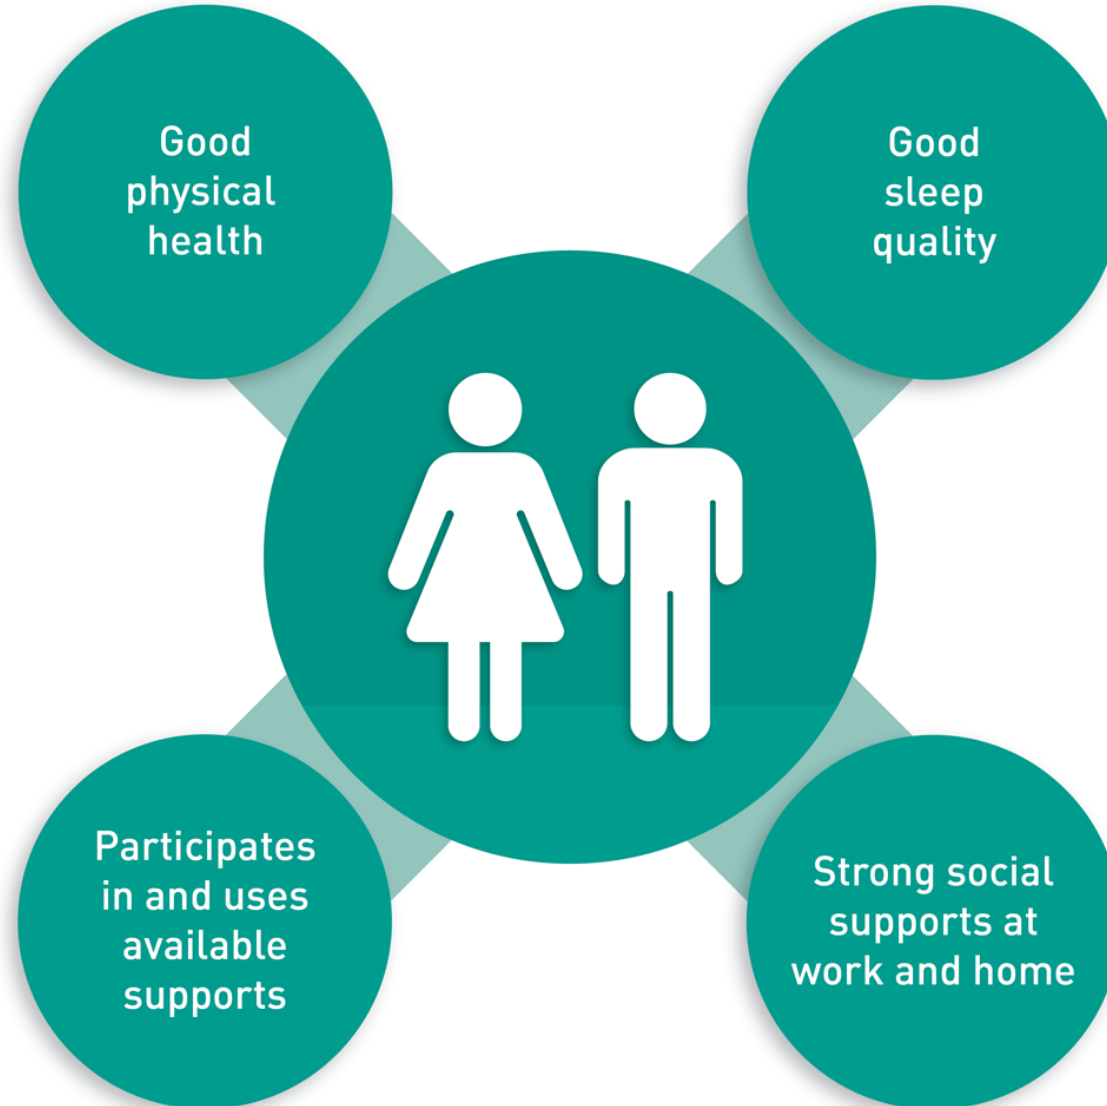 Good
physical
health
Good
sleep
quality
Participates
in and uses
available
supports
Strong social
supports at
work and home